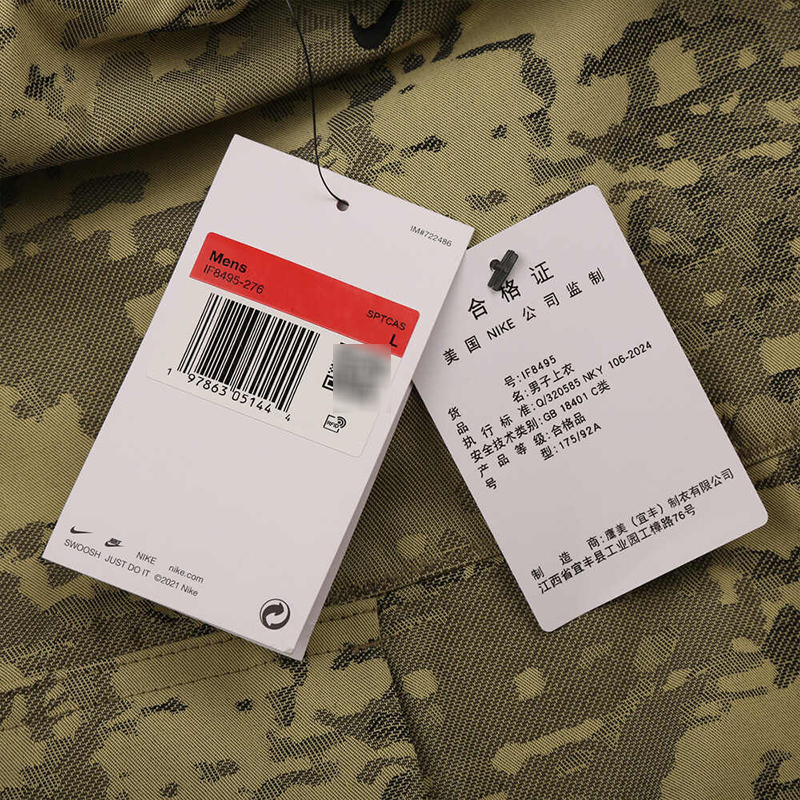 IM#722486
Mens
IF8495-276
SPTCAS
L
1 97863 05144 4
RFID
SWOOSH JUST DO IT NIKE nike.com ©2021 Nike
合格证
美国 NIKE 公司监制
货号:IF8495
品名:男子上衣
执行标准:Q/320585 NKY 106-2024
安全技术类别:GB 18401 C类
产品等级:合格品
号型:175/92A
制造商:鹰美(宜丰)制衣有限公司
江西省宜丰县工业园工樟路76号